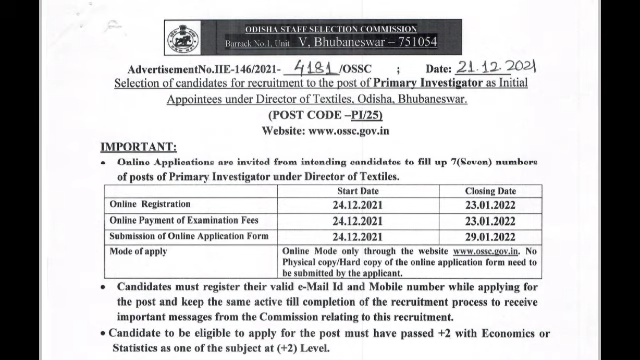 ODISHA STAFF SELECTION COMMISSION
Barrack No.1, Unit V, Bhubaneswar – 751054
Advertisement No.IIE-146/2021- 4181 /OSSC ; Date: 21.12.2021
Selection of candidates for recruitment to the post of Primary Investigator as Initial
Appointees under Director of Textiles, Odisha, Bhubaneswar.
(POST CODE –PI/25)
Website: www.ossc.gov.in
IMPORTANT:
• Online Applications are invited from intending candidates to fill up 7(Seven) numbers
of posts of Primary Investigator under Director of Textiles.
Start Date Closing Date
Online Registration 24.12.2021 23.01.2022
Online Payment of Examination Fees 24.12.2021 23.01.2022
Submission of Online Application Form 24.12.2021 29.01.2022
Mode of apply Online Mode only through the website www.ossc.gov.in. No
Physical copy/Hard copy of the online application form need to
be submitted by the applicant.
• Candidates must register their valid e-Mail Id and Mobile number while applying for
the post and keep the same active till completion of the recruitment process to receive
important messages from the Commission relating to this recruitment.
• Candidate to be eligible to apply for the post must have passed +2 with Economics or
Statistics as one of the subject at (+2) Level.